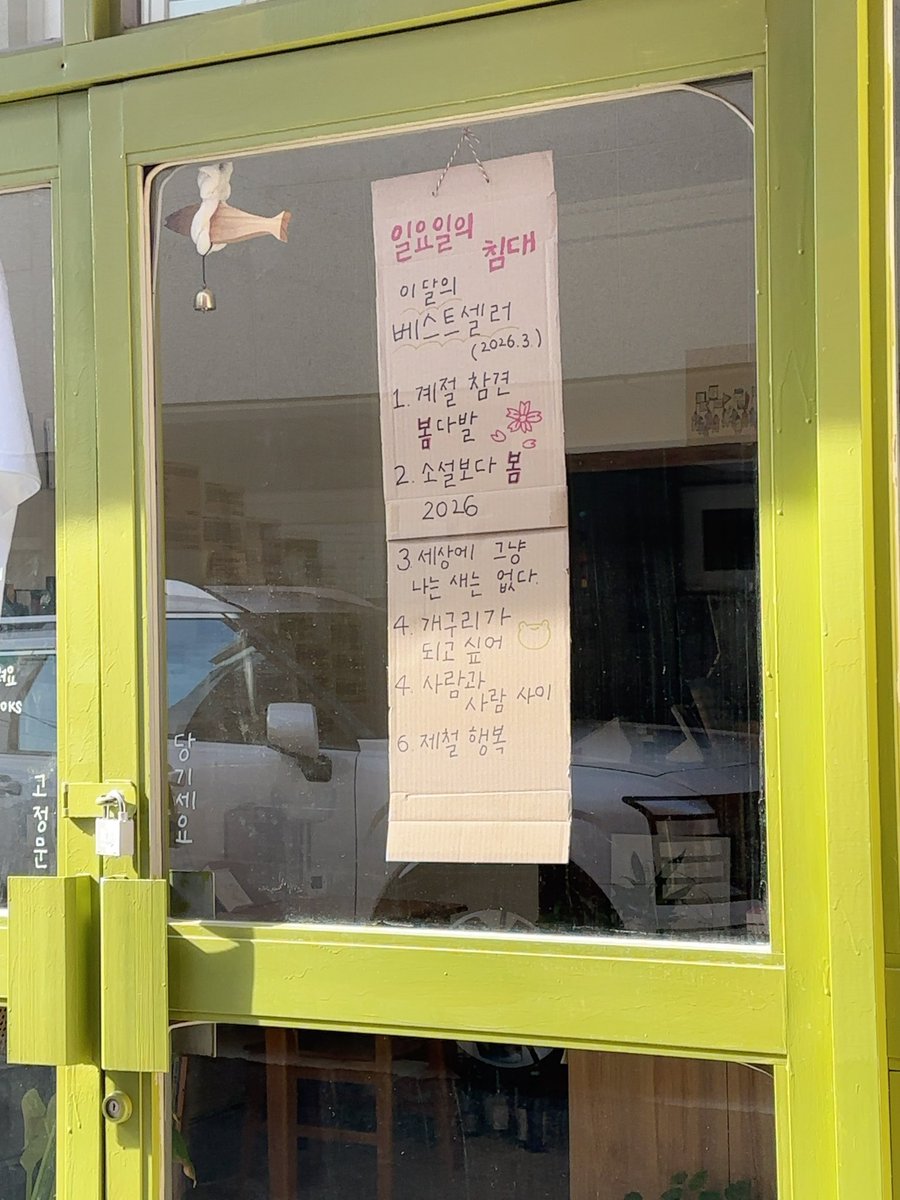 일요일의
침대
이달의
베스트셀러
(2026.3.)
1. 계절 참견
봄다발
2. 소설보다 봄
2026
3. 세상에 그냥
나는 새는 없다.
4. 개구리가
되고 싶어
4. 사람과
사람 사이
6. 제철 행복
당기세요
고정문
OKS